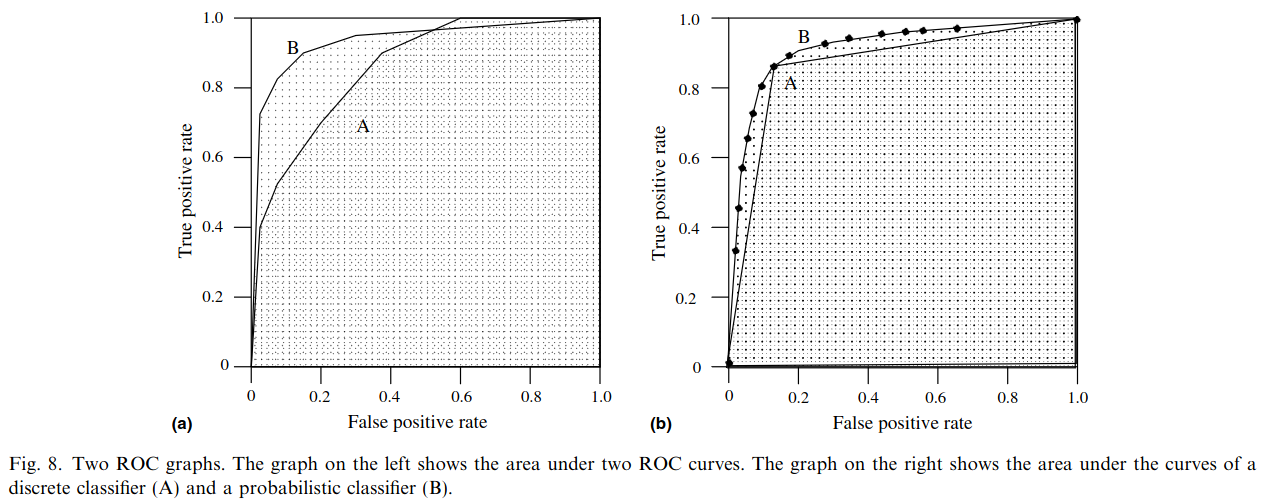 1.0
0.8
0.6
0.4
0.2
0
True positive rate
B
A
0 0.2 0.4 0.6 0.8 1.0
False positive rate
(a)
1.0
0.8
0.6
0.4
0.2
0
True positive rate
B
A
0 0.2 0.4 0.6 0.8 1.0
False positive rate
(b)
Fig. 8. Two ROC graphs. The graph on the left shows the area under two ROC curves. The graph on the right shows the area under the curves of a
discrete classifier (A) and a probabilistic classifier (B).